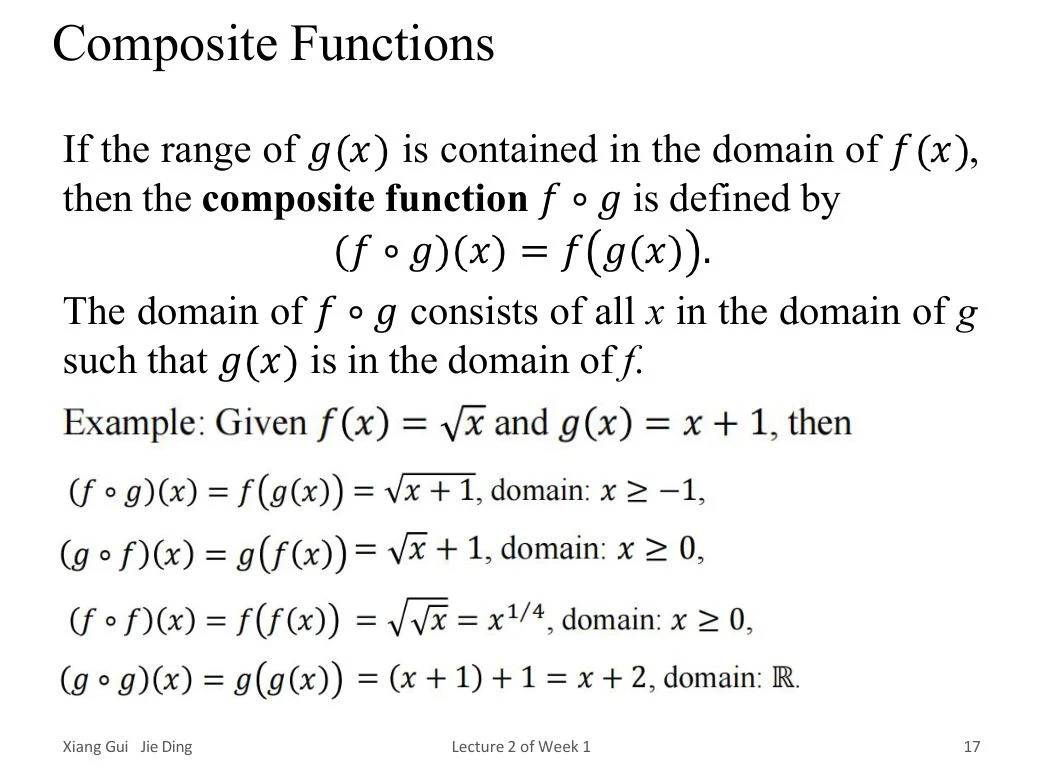 Composite Functions
If the range of g(x) is contained in the domain of f(x),
then the composite function f ∘ g is defined by
(f ∘ g)(x) = f(g(x)).
The domain of f ∘ g consists of all x in the domain of g
such that g(x) is in the domain of f.
Example: Given f(x) = √x and g(x) = x + 1, then
(f ∘ g)(x) = f(g(x)) = √(x + 1), domain: x ≥ −1,
(g ∘ f)(x) = g(f(x)) = √x + 1, domain: x ≥ 0,
(f ∘ f)(x) = f(f(x)) = √√x = x^{1/4}, domain: x ≥ 0,
(g ∘ g)(x) = g(g(x)) = (x + 1) + 1 = x + 2, domain: ℝ.
Xiang Gui Jie Ding Lecture 2 of Week 1 17